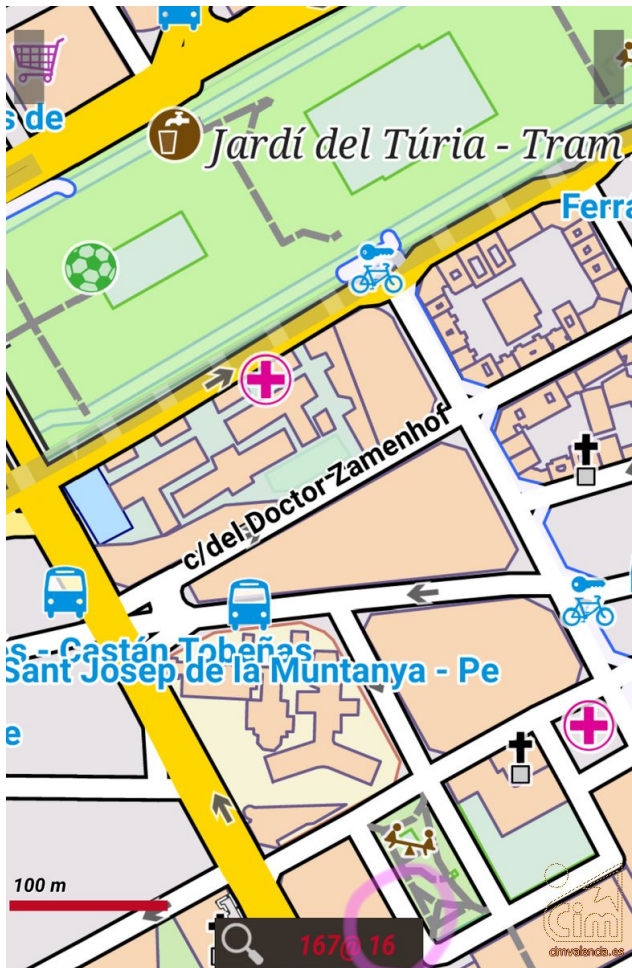 s de
Jardí del Túria - Tram
Ferra
c/del Doctor Zamenhof
es - Castán Tobeñas
Sant Josep de la Muntanya - Pe
e
100 m
167@ 16
Cim
cimvalencia.es